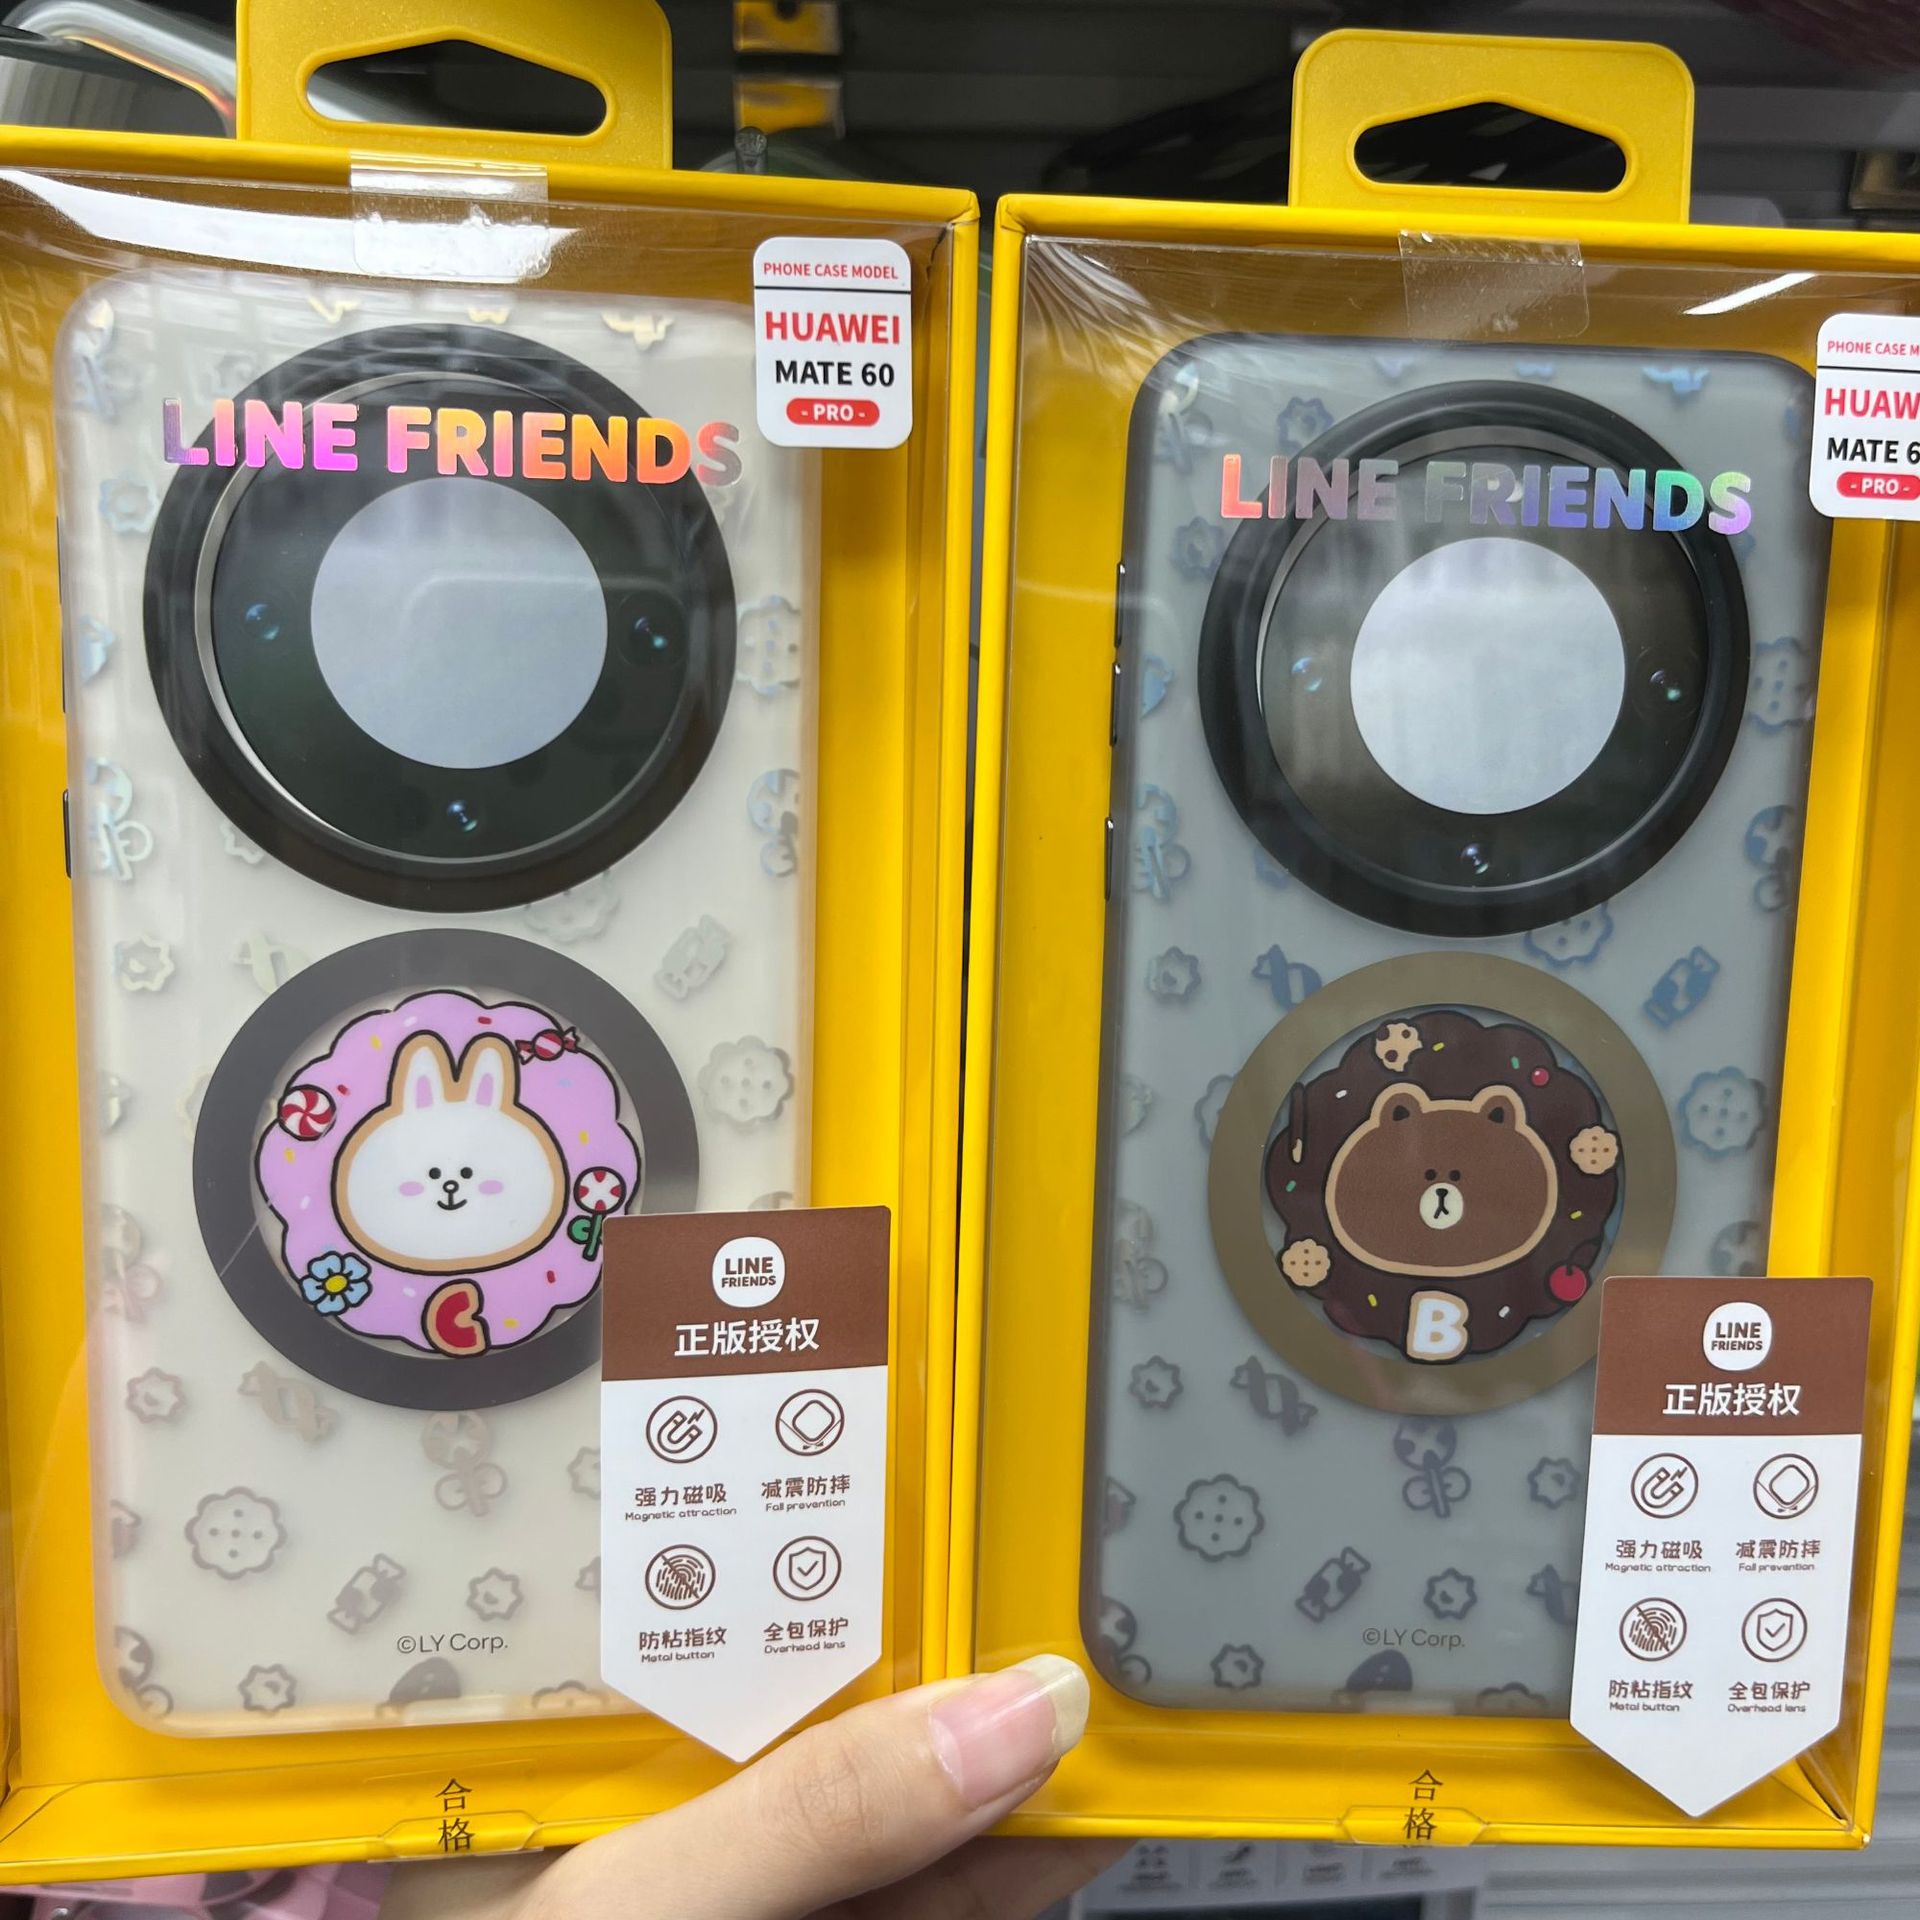 PHONE CASE MODEL
HUAWEI
MATE 60
- PRO -
LINE FRIENDS
C
LINE
FRIENDS
正版授权
强力磁吸
Magnetic attraction
减震防摔
Fall prevention
防粘指纹
Metal button
全包保护
Overhead lens
©LY Corp.
合
格
PHONE CASE M
HUAW
MATE 6
- PRO -
LINE FRIENDS
B
LINE
FRIENDS
正版授权
强力磁吸
Magnetic attraction
减震防摔
Fall prevention
防粘指纹
Metal button
全包保护
Overhead lens
©LY Corp.
合
格